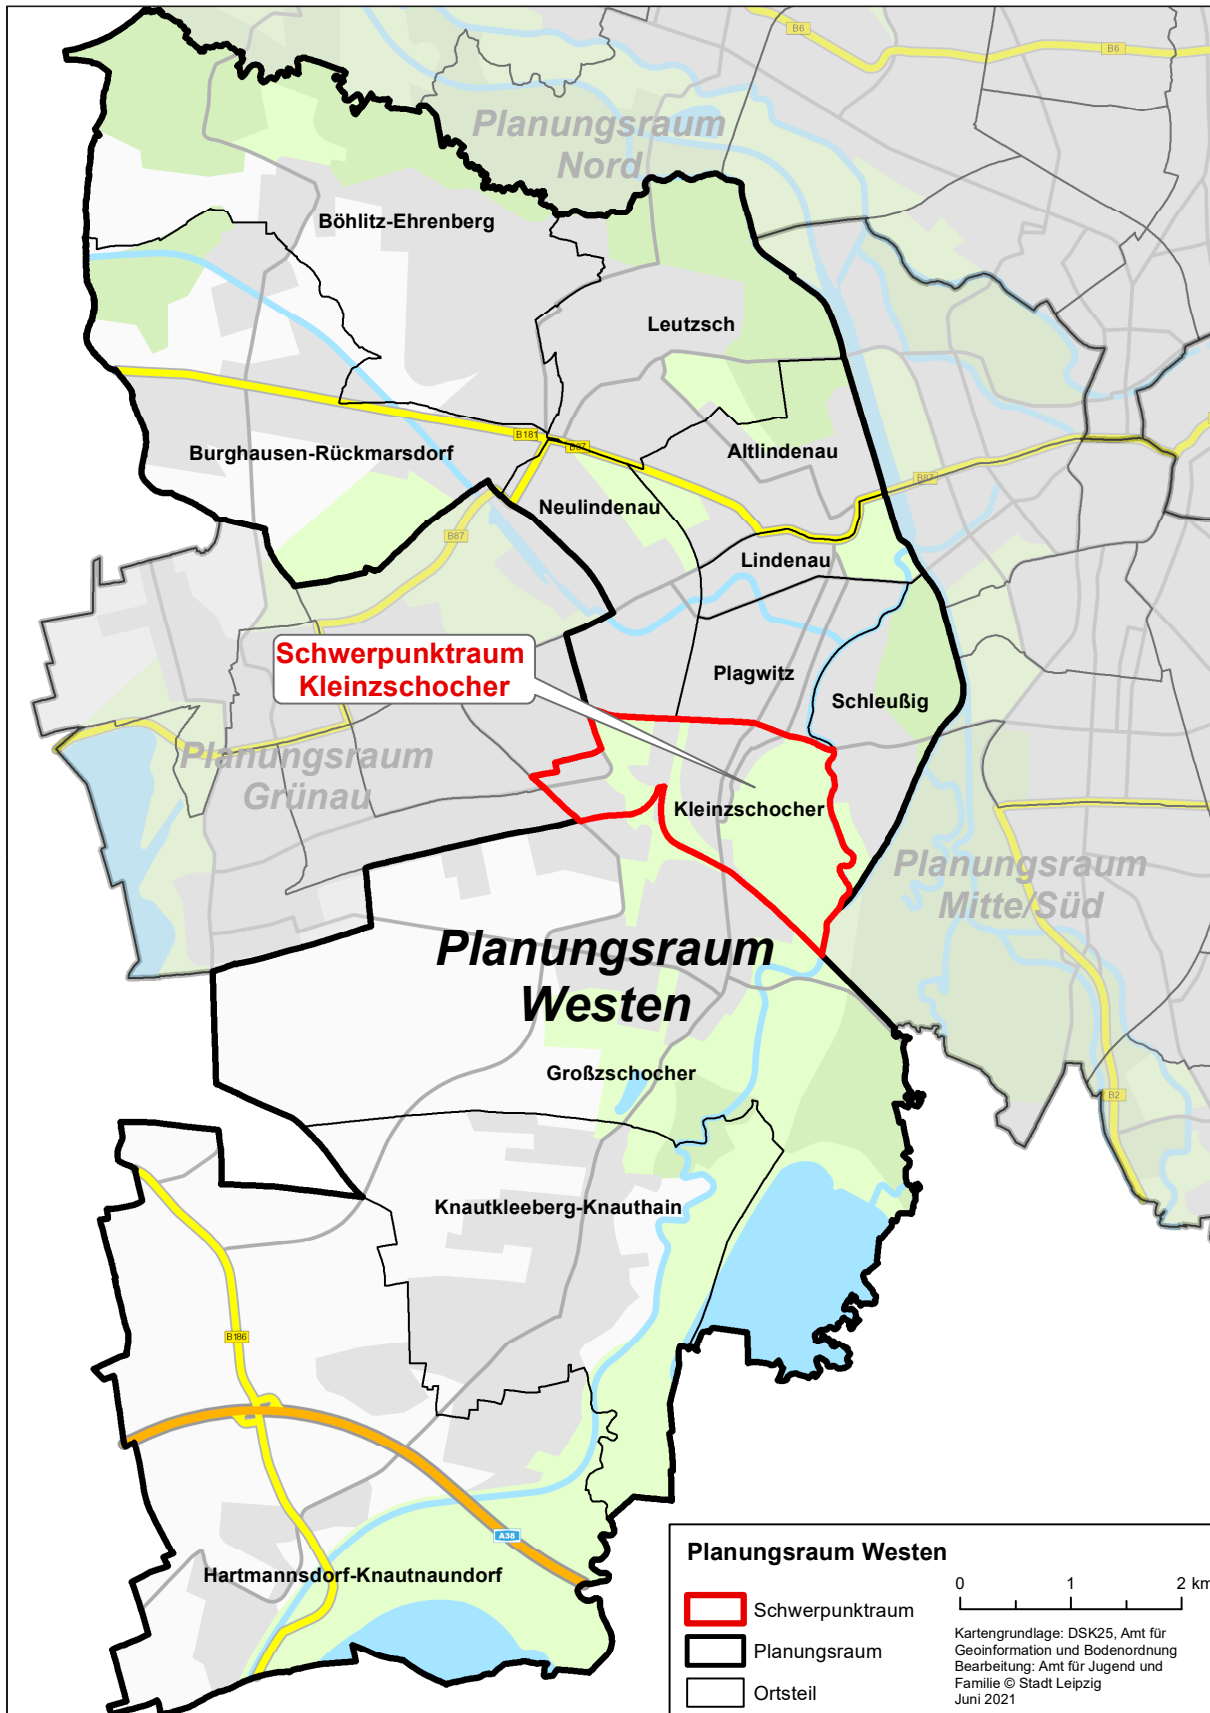 B6
B6
Planungsraum
Nord
Böhlitz-Ehrenberg
Leutzsch
B181
B87
Altlindenau
Burghausen-Rückmarsdorf
B87
Neulindenau
B87
Lindenau
Schwerpunktraum
Kleinzschocher
Plagwitz
Schleußig
Planungsraum
Grünau
Kleinzschocher
Planungsraum
Mitte/Süd
Planungsraum
Westen
Großzschocher
B2
Knautkleeberg-Knauthain
B186
A38
Hartmannsdorf-Knautnaundorf
Planungsraum Westen
Schwerpunktraum
Planungsraum
Ortsteil
0 1 2 km
Kartengrundlage: DSK25, Amt für
Geoinformation und Bodenordnung
Bearbeitung: Amt für Jugend und
Familie © Stadt Leipzig
Juni 2021